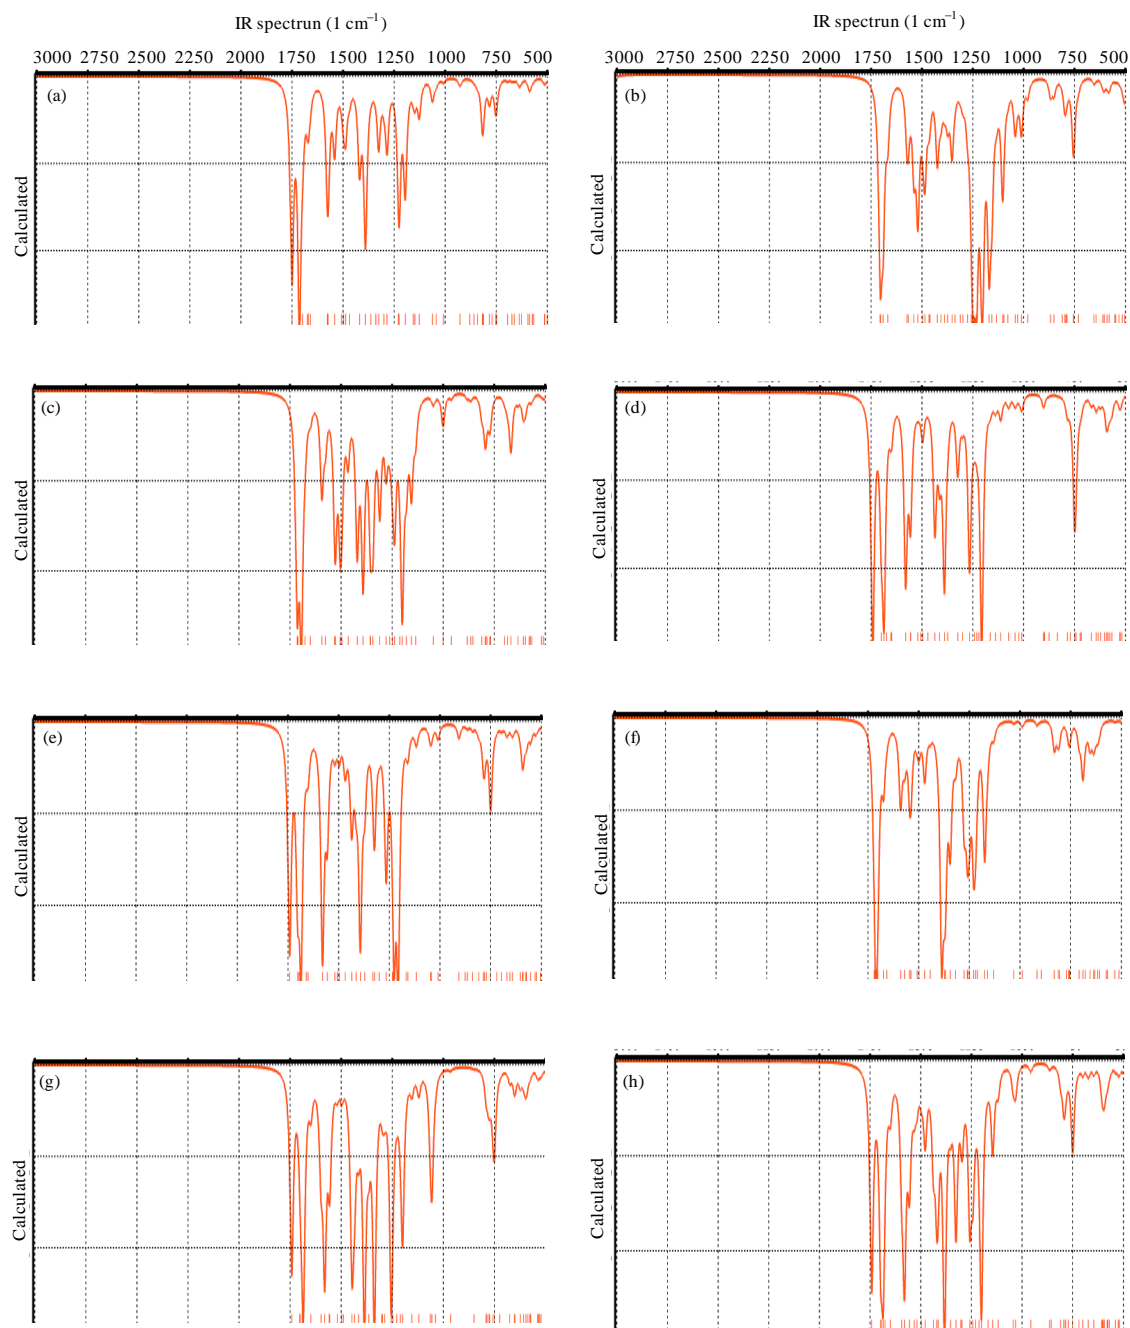 IR spectrun (1 cm⁻¹)
IR spectrun (1 cm⁻¹)
3000 2750 2500 2250 2000 1750 1500 1250 1000 750 500
3000 2750 2500 2250 2000 1750 1500 1250 1000 750 500
(a)
(b)
Calculated
Calculated
(c)
(d)
Calculated
Calculated
(e)
(f)
Calculated
Calculated
(g)
(h)
Calculated
Calculated